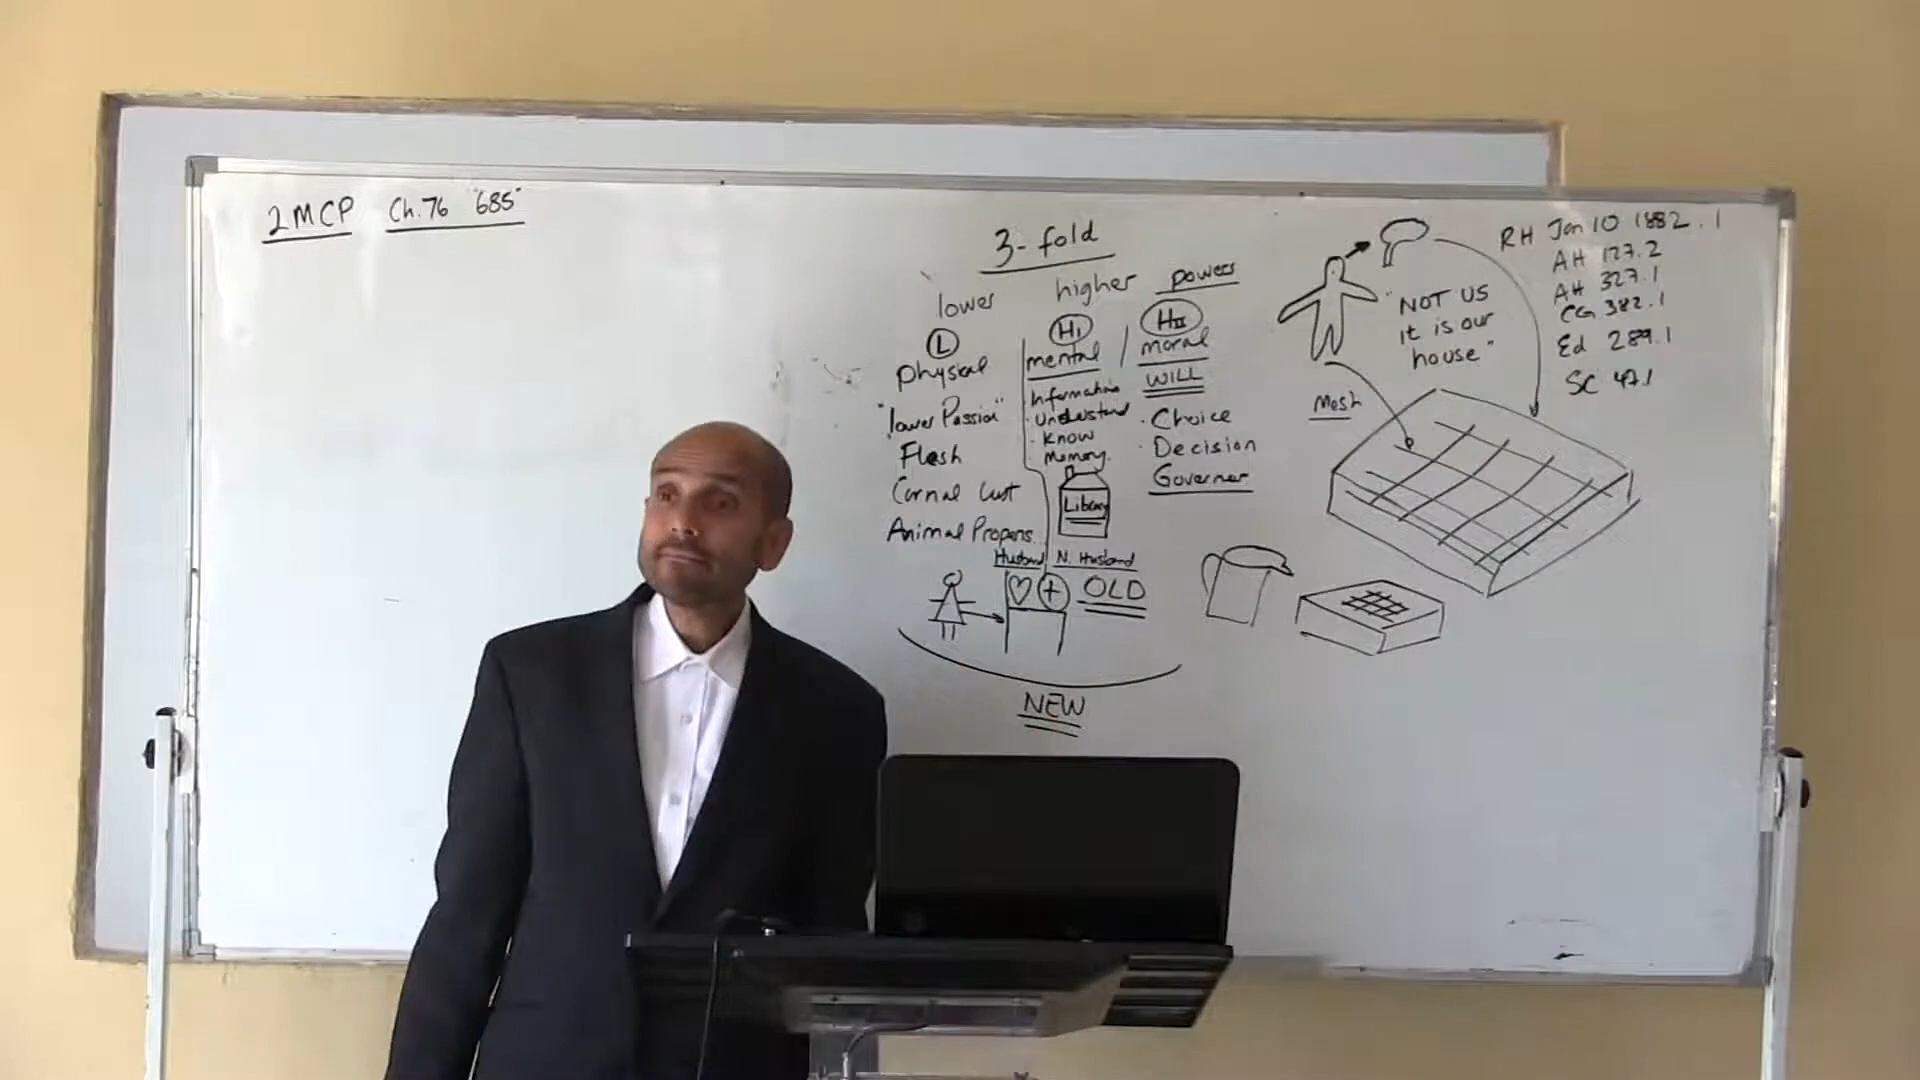 2MCP Ch.76 "685"
3-fold
lower higher powers
L
Physical
"lower Passion"
Flesh
Carnal Lust
Animal Propens..
H1
mental
Information
· Understand
· Know
Memory.
Library
HII
moral
WILL
· Choice
· Decision
Governor
Husband N. Husband
+ OLD
NEW
"NOT US
it is our
house"
Mesh
RH Jan 10 1882.1
AH 127.2
AH 327.1
CG 382.1
Ed 289.1
SC 47.1